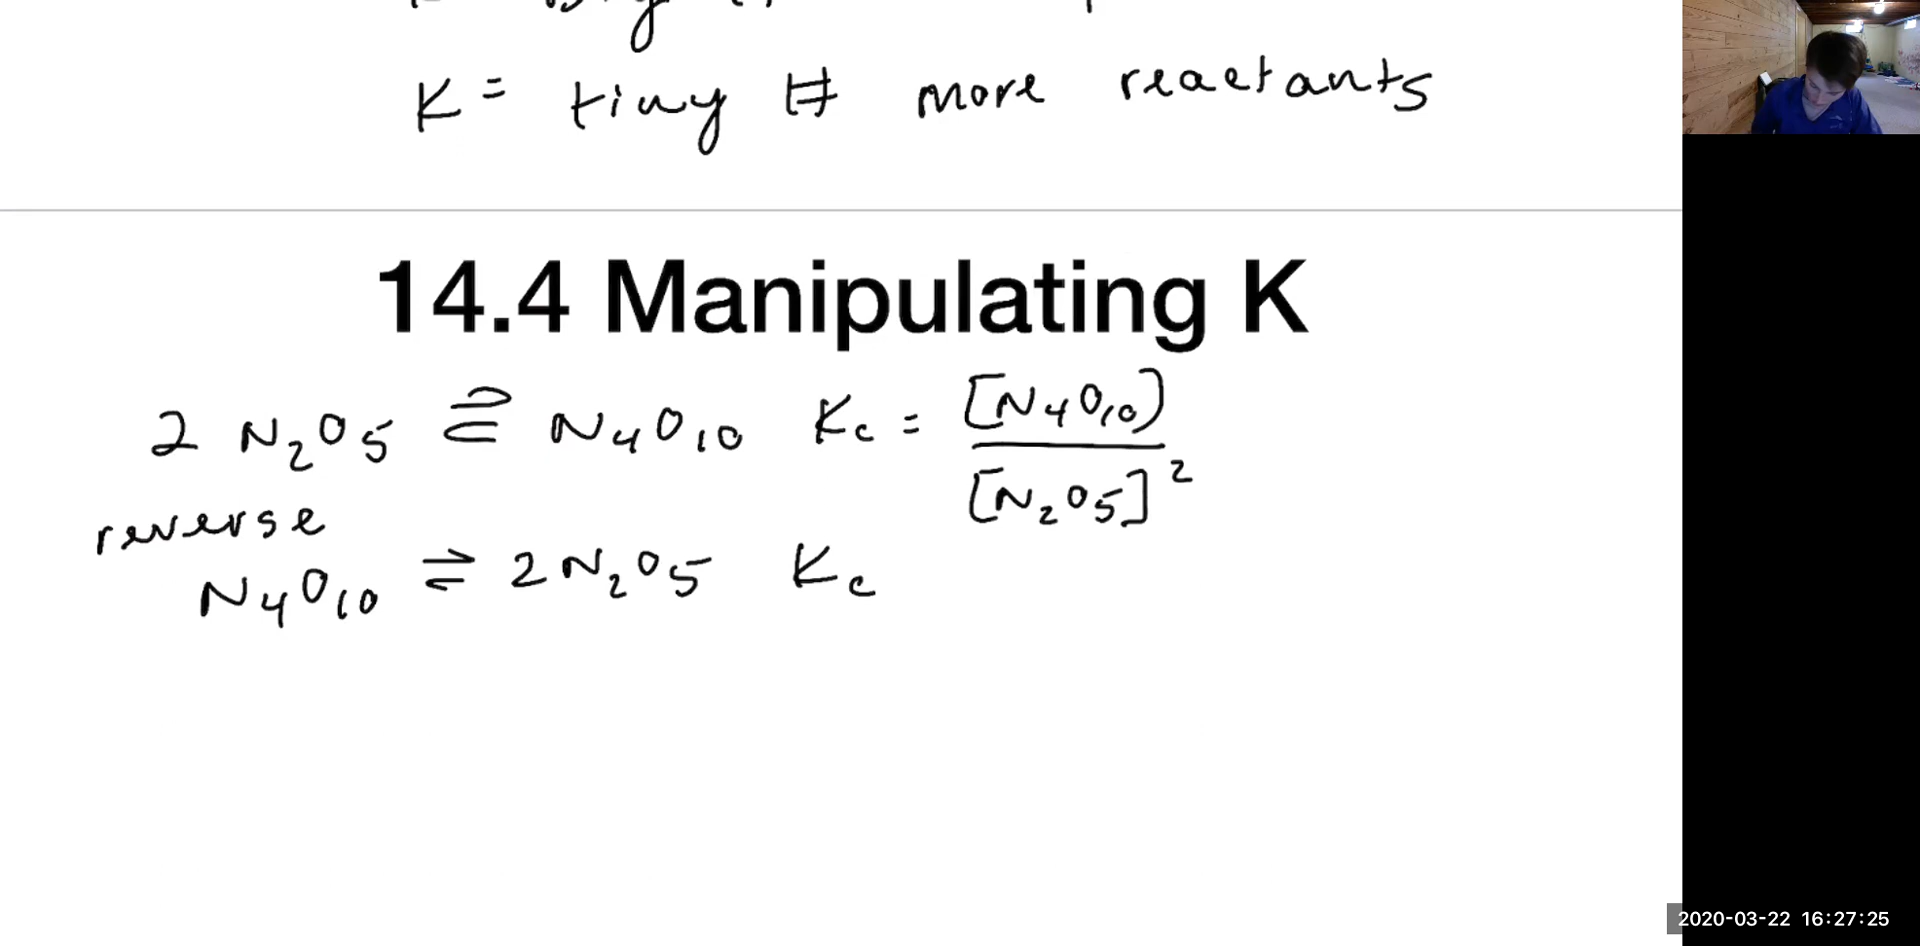 K = tiny # more reactants
14.4 Manipulating K
2 N₂O₅ ⇌ N₄O₁₀ Kc = [N₄O₁₀) / [N₂O₅]²
reverse
N₄O₁₀ ⇌ 2N₂O₅ Kc
2020-03-22 16:27:25